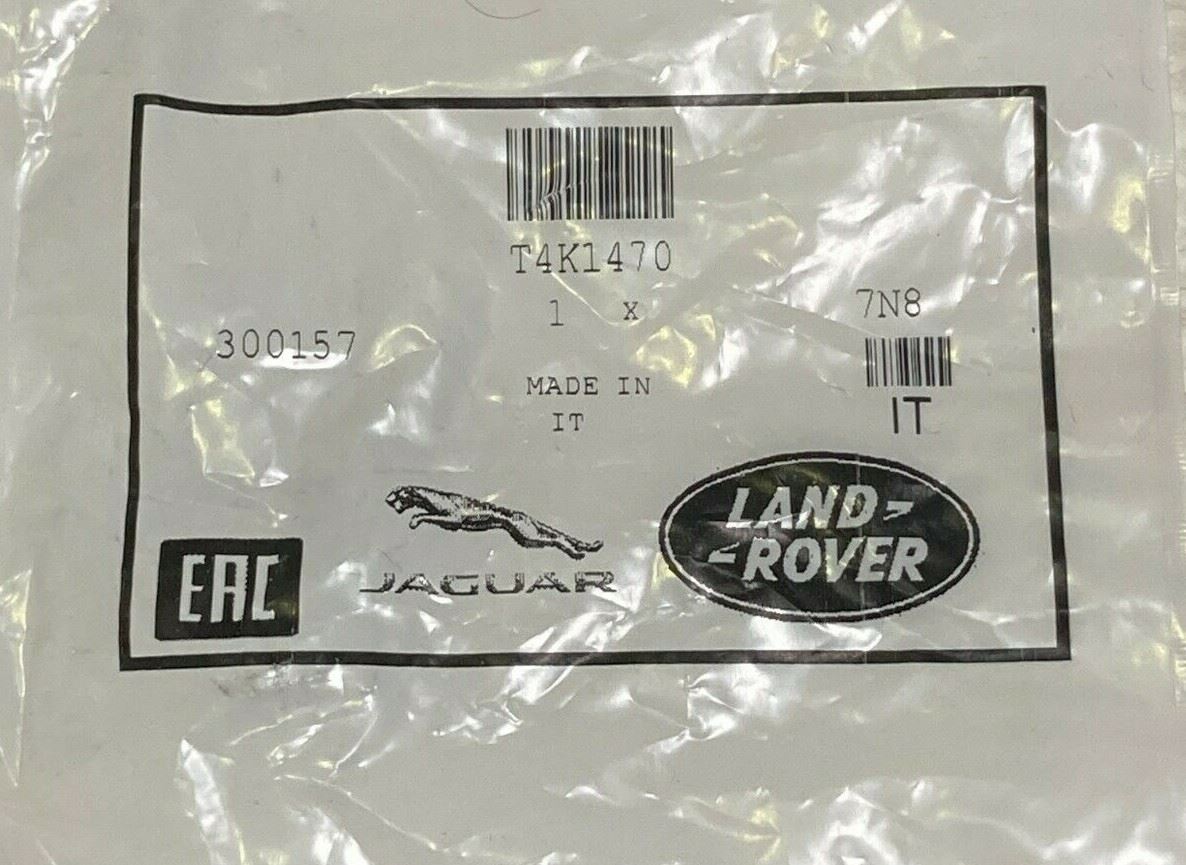 T4K1470
1 X
7N8
300157
MADE IN
IT
IT
EAC
JAGUAR
LAND-
-ROVER